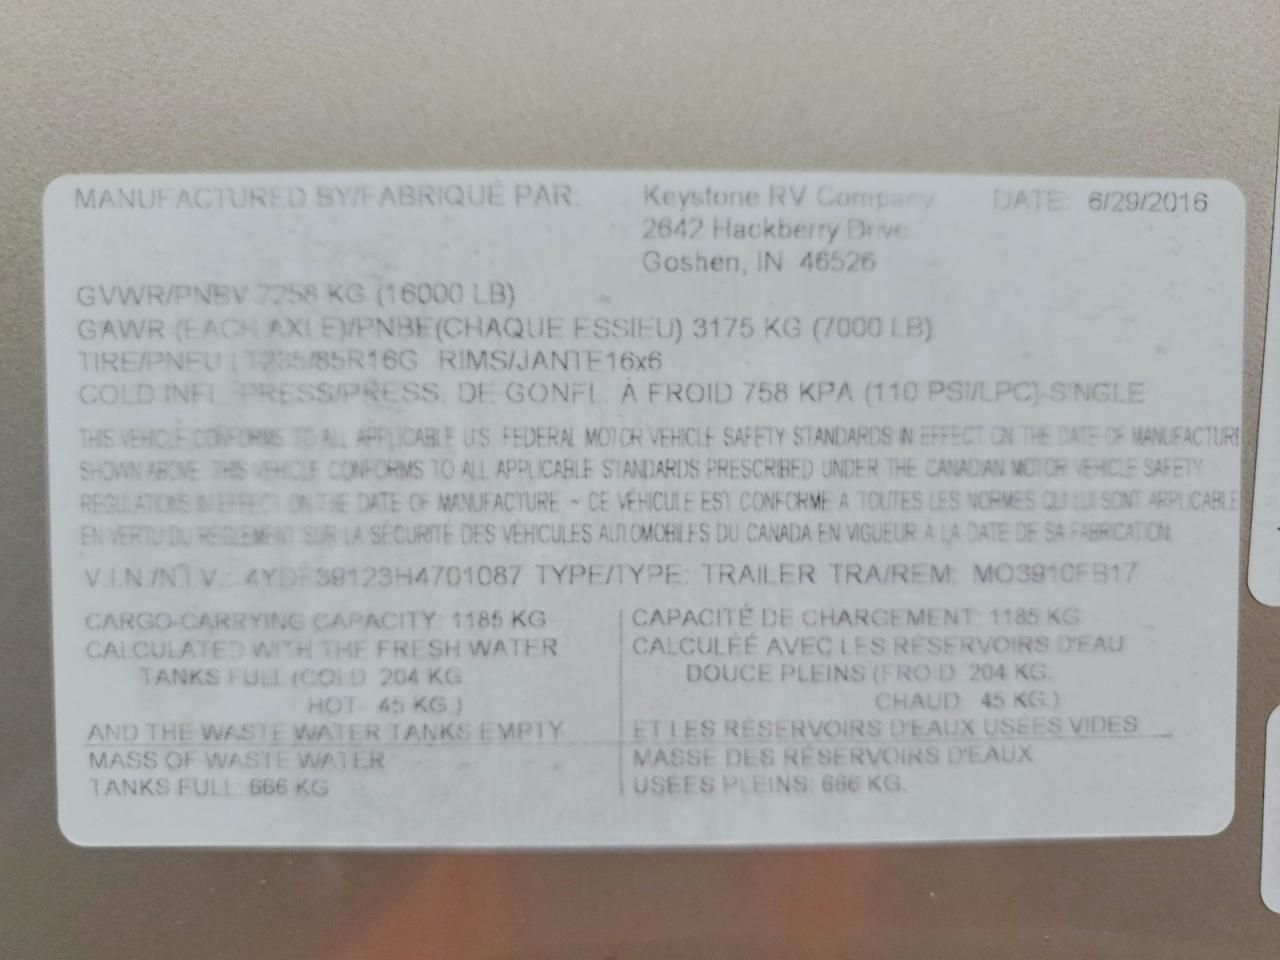 MANUFACTURED BY/FABRIQUÉ PAR: Keystone RV Company DATE: 6/29/2016
2642 Hackberry Drive
Goshen, IN 46526
GVWR/PNBV 7258 KG (16000 LB)
GAWR (EACH AXLE)/PNBE(CHAQUE ESSIEU) 3175 KG (7000 LB)
TIRE/PNEU LT235/85R16G RIMS/JANTE16x6
COLD INFL. PRESS/PRESS. DE GONFL. À FROID 758 KPA (110 PSI/LPC)-SINGLE
THIS VEHICLE CONFORMS TO ALL APPLICABLE U.S. FEDERAL MOTOR VEHICLE SAFETY STANDARDS IN EFFECT ON THE DATE OF MANUFACTURE
SHOWN ABOVE. THIS VEHICLE CONFORMS TO ALL APPLICABLE STANDARDS PRESCRIBED UNDER THE CANADIAN MOTOR VEHICLE SAFETY
REGULATIONS IN EFFECT ON THE DATE OF MANUFACTURE. ~ CE VÉHICULE EST CONFORME À TOUTES LES NORMES QUI LUI SONT APPLICABLE
EN VERTU DU RÈGLEMENT SUR LA SÉCURITÉ DES VÉHICULES AUTOMOBILES DU CANADA EN VIGUEUR À LA DATE DE SA FABRICATION.
V.I.N./N.I.V.: 4YDF39123H4701087 TYPE/TYPE: TRAILER TRA/REM: MO3910FB17
CARGO-CARRYING CAPACITY: 1185 KG
CALCULATED WITH THE FRESH WATER
TANKS FULL (COLD 204 KG
HOT 45 KG.)
AND THE WASTE WATER TANKS EMPTY
MASS OF WASTE WATER
TANKS FULL: 666 KG
CAPACITÉ DE CHARGEMENT: 1185 KG
CALCULÉE AVEC LES RÉSERVOIRS D'EAU
DOUCE PLEINS (FROID 204 KG.
CHAUD 45 KG.)
ET LES RÉSERVOIRS D'EAUX USÉES VIDES
MASSE DES RÉSERVOIRS D'EAUX
USÉES PLEINS: 666 KG.